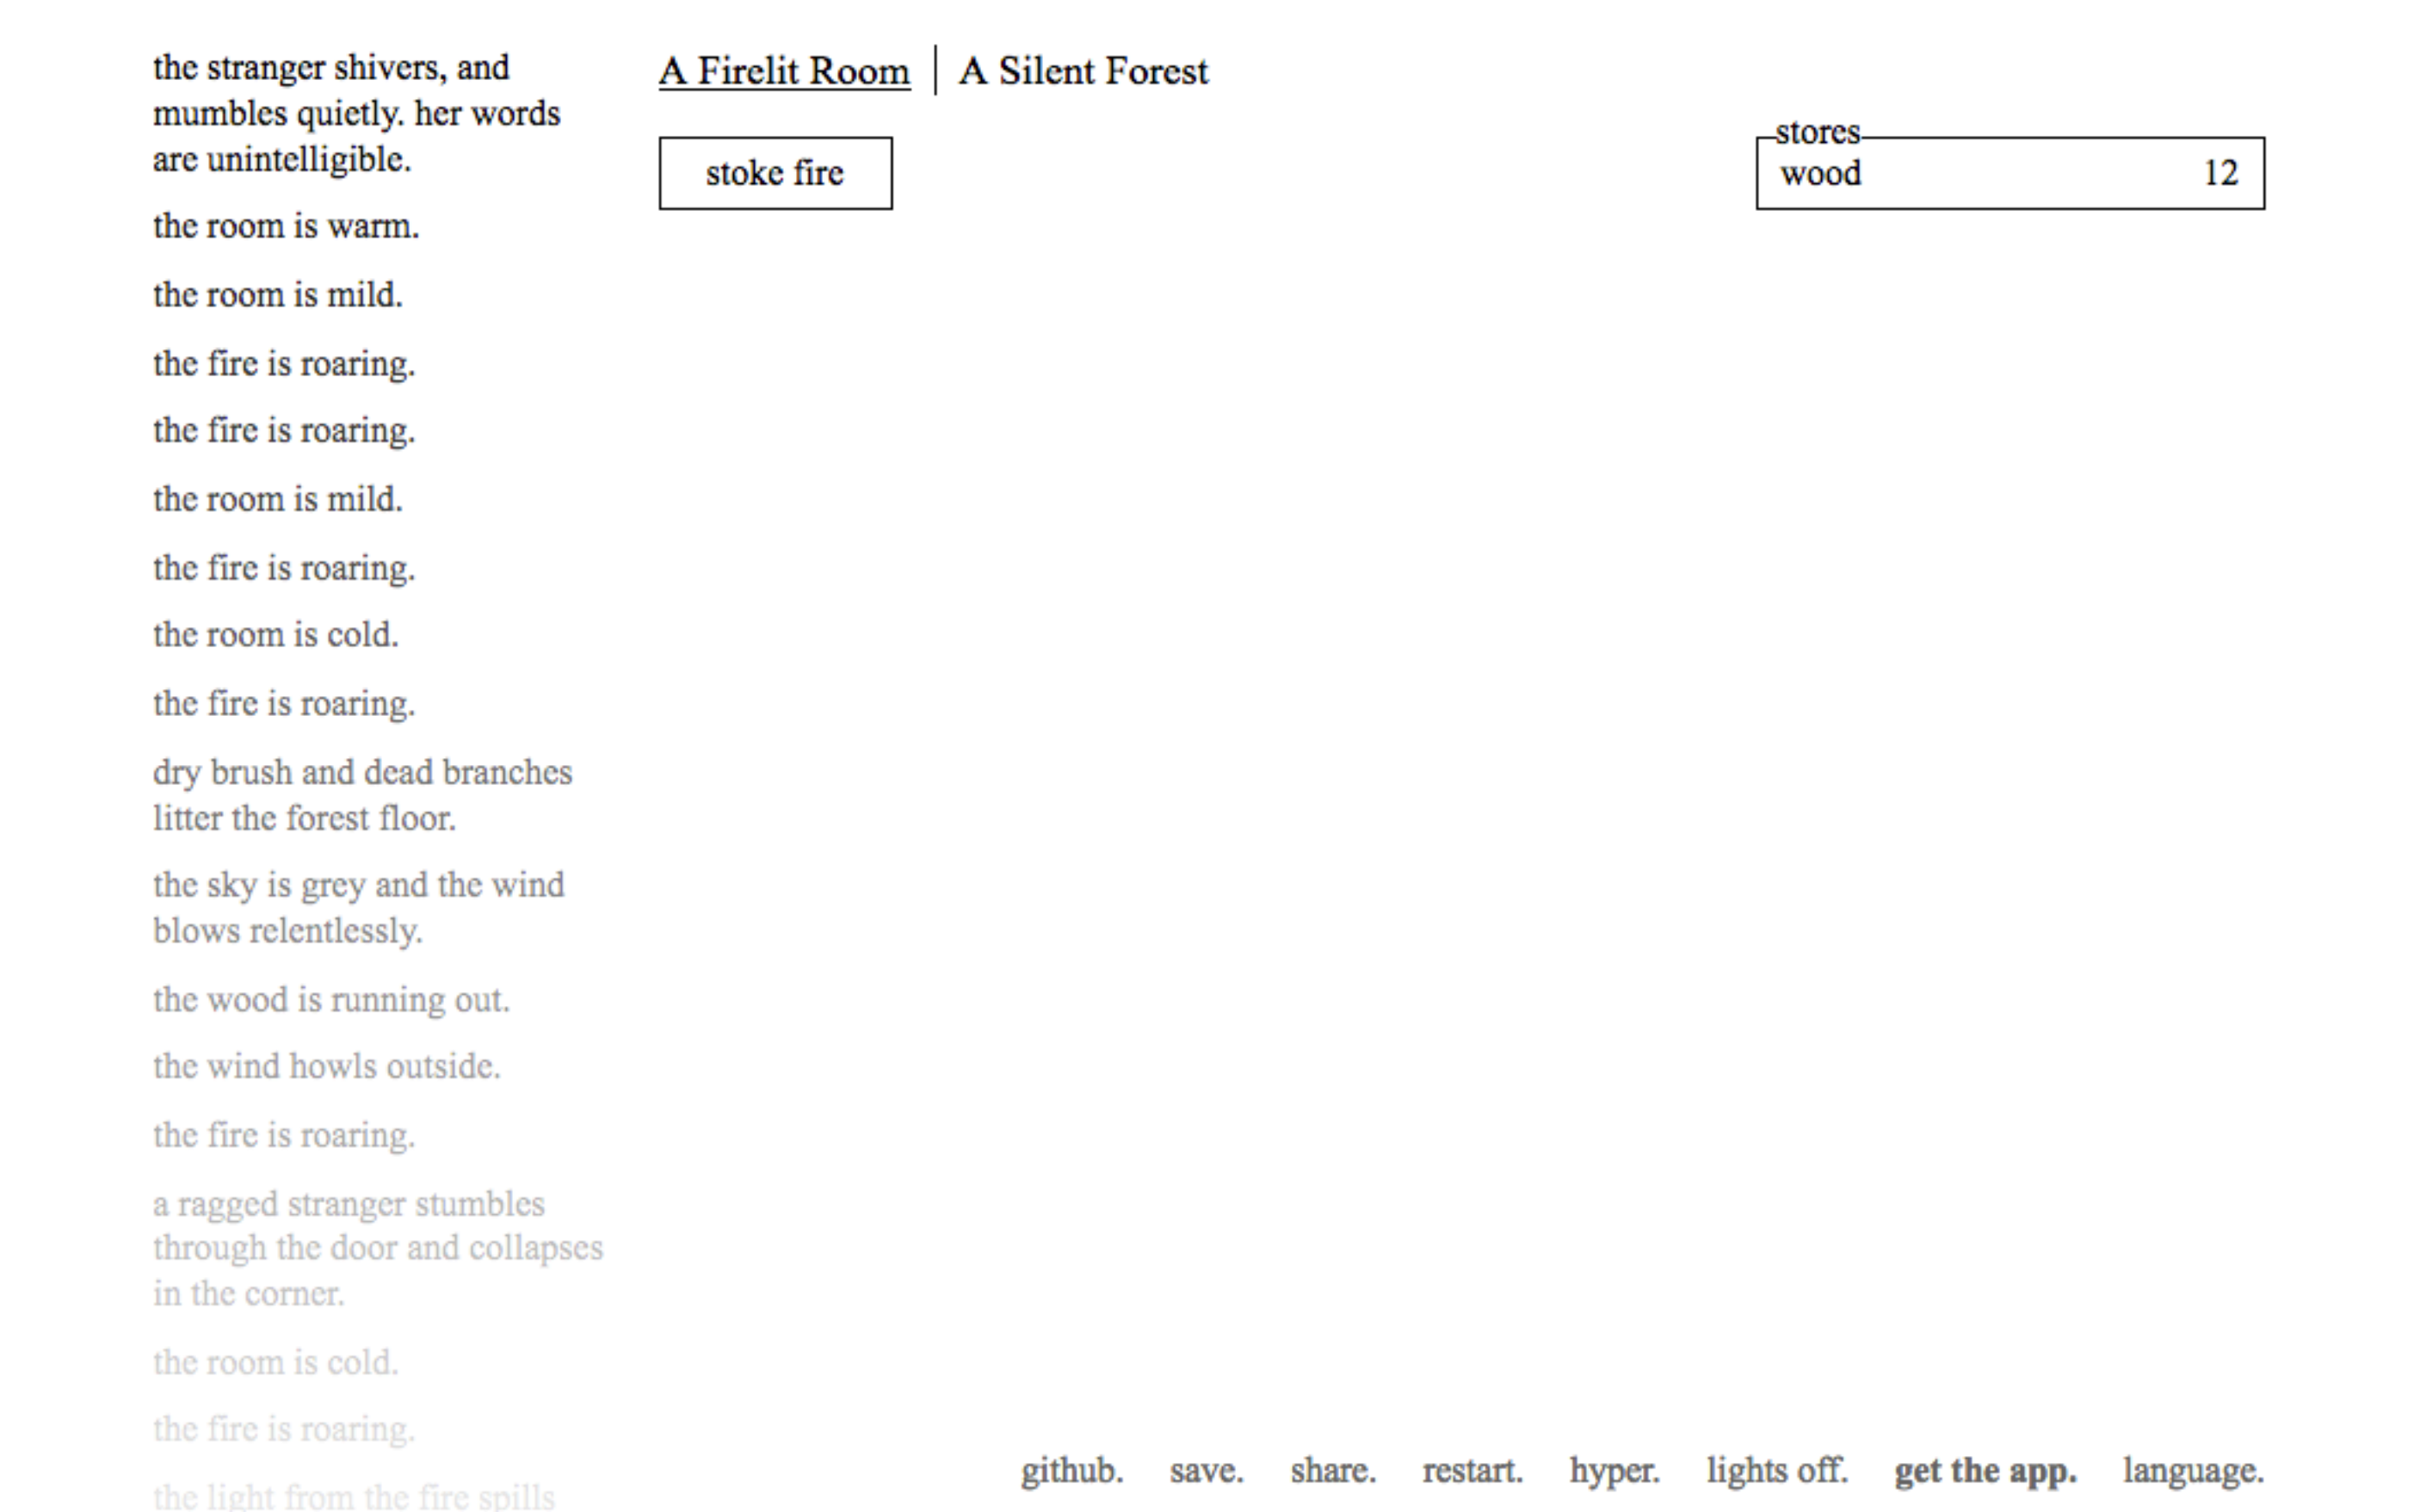 the stranger shivers, and
mumbles quietly. her words
are unintelligible.
the room is warm.
the room is mild.
the fire is roaring.
the fire is roaring.
the room is mild.
the fire is roaring.
the room is cold.
the fire is roaring.
dry brush and dead branches
litter the forest floor.
the sky is grey and the wind
blows relentlessly.
the wood is running out.
the wind howls outside.
the fire is roaring.
a ragged stranger stumbles
through the door and collapses
in the corner.
the room is cold.
the fire is roaring.
the light from the fire spills
A Firelit Room | A Silent Forest
stoke fire
stores
wood 12
github. save. share. restart. hyper. lights off. get the app. language.